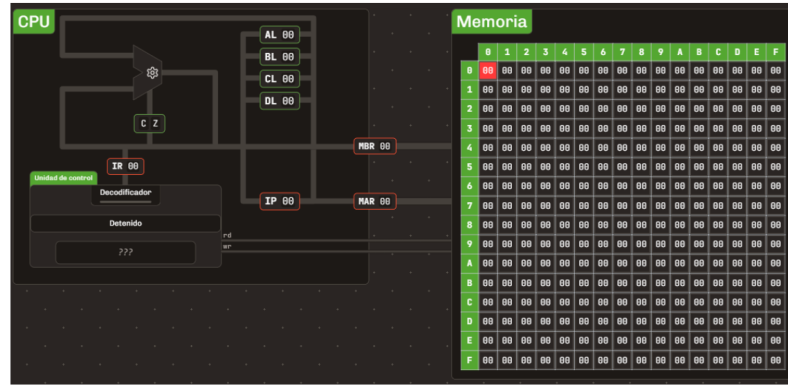 CPU
AL 00
BL 00
CL 00
DL 00
C Z
MBR 00
IR 00
Unidad de control
Decodificador
IP 00
MAR 00
Detenido
rd
wr
???
Memoria
0 1 2 3 4 5 6 7 8 9 A B C D E F
0 00 00 00 00 00 00 00 00 00 00 00 00 00 00 00 00
1 00 00 00 00 00 00 00 00 00 00 00 00 00 00 00 00
2 00 00 00 00 00 00 00 00 00 00 00 00 00 00 00 00
3 00 00 00 00 00 00 00 00 00 00 00 00 00 00 00 00
4 00 00 00 00 00 00 00 00 00 00 00 00 00 00 00 00
5 00 00 00 00 00 00 00 00 00 00 00 00 00 00 00 00
6 00 00 00 00 00 00 00 00 00 00 00 00 00 00 00 00
7 00 00 00 00 00 00 00 00 00 00 00 00 00 00 00 00
8 00 00 00 00 00 00 00 00 00 00 00 00 00 00 00 00
9 00 00 00 00 00 00 00 00 00 00 00 00 00 00 00 00
A 00 00 00 00 00 00 00 00 00 00 00 00 00 00 00 00
B 00 00 00 00 00 00 00 00 00 00 00 00 00 00 00 00
C 00 00 00 00 00 00 00 00 00 00 00 00 00 00 00 00
D 00 00 00 00 00 00 00 00 00 00 00 00 00 00 00 00
E 00 00 00 00 00 00 00 00 00 00 00 00 00 00 00 00
F 00 00 00 00 00 00 00 00 00 00 00 00 00 00 00 00